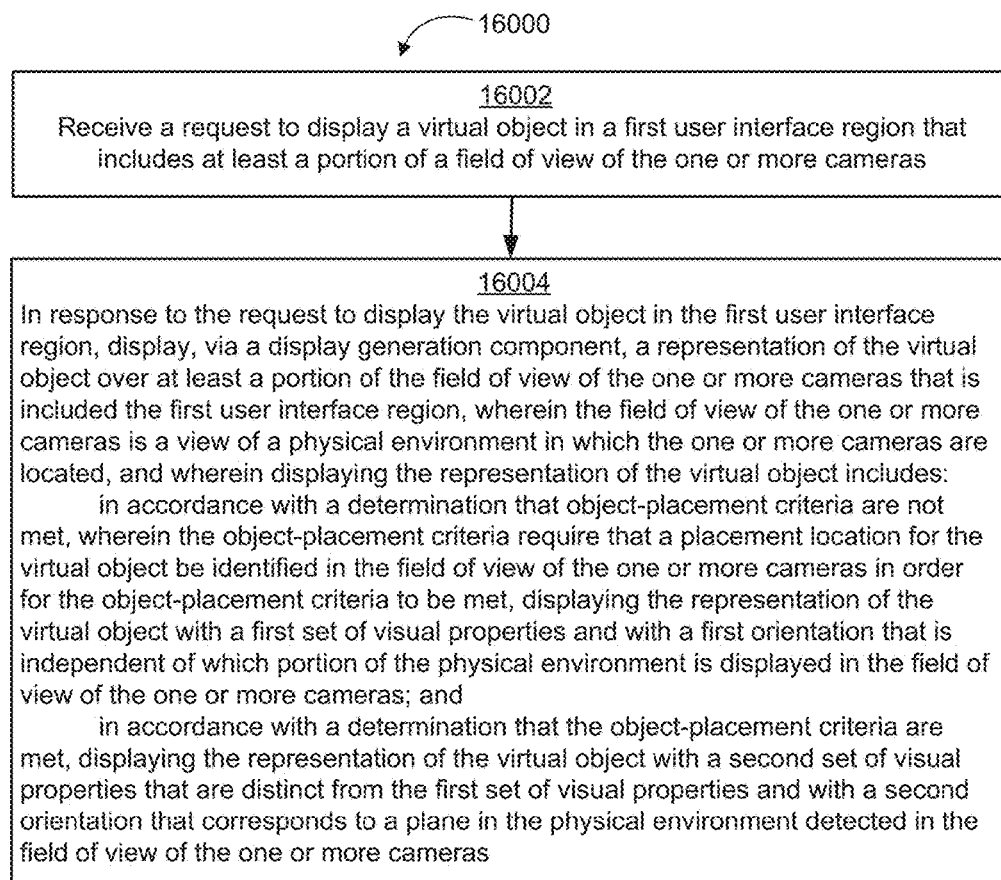 16000
16002
Receive a request to display a virtual object in a first user interface region that
includes at least a portion of a field of view of the one or more cameras
16004
In response to the request to display the virtual object in the first user interface
region, display, via a display generation component, a representation of the virtual
object over at least a portion of the field of view of the one or more cameras that is
included the first user interface region, wherein the field of view of the one or more
cameras is a view of a physical environment in which the one or more cameras are
located, and wherein displaying the representation of the virtual object includes:
in accordance with a determination that object-placement criteria are not
met, wherein the object-placement criteria require that a placement location for the
virtual object be identified in the field of view of the one or more cameras in order
for the object-placement criteria to be met, displaying the representation of the
virtual object with a first set of visual properties and with a first orientation that is
independent of which portion of the physical environment is displayed in the field of
view of the one or more cameras; and
in accordance with a determination that the object-placement criteria are
met, displaying the representation of the virtual object with a second set of visual
properties that are distinct from the first set of visual properties and with a second
orientation that corresponds to a plane in the physical environment detected in the
field of view of the one or more cameras